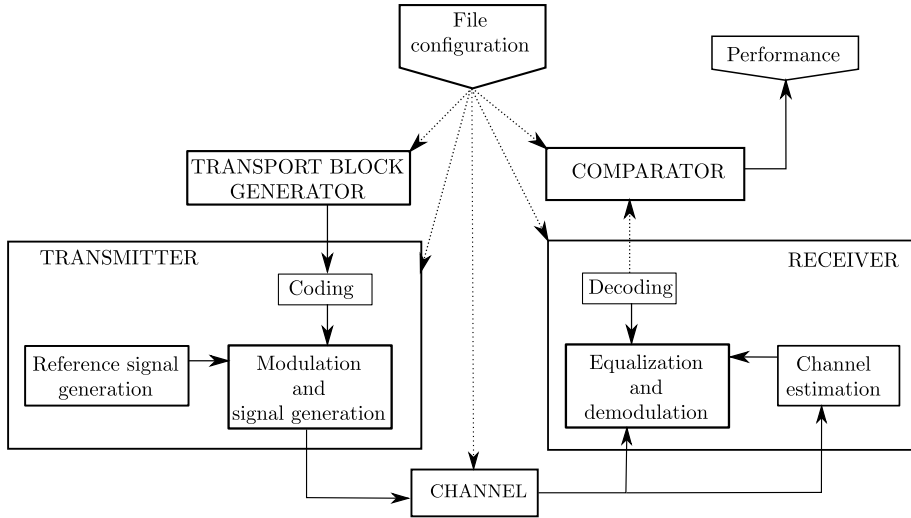 File
configuration
Performance
TRANSPORT BLOCK
GENERATOR
COMPARATOR
TRANSMITTER
RECEIVER
Coding
Decoding
Reference signal
generation
Modulation
and
signal generation
Equalization
and
demodulation
Channel
estimation
CHANNEL